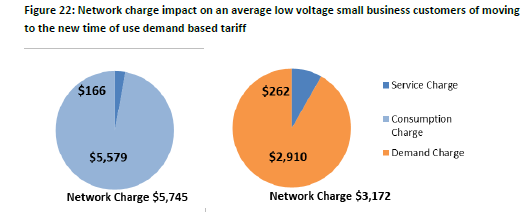 Figure 22: Network charge impact on an average low voltage small business customers of moving
to the new time of use demand based tariff
$166
$5,579
Network Charge $5,745
$262
$2,910
Network Charge $3,172
Service Charge
Consumption
Charge
Demand Charge